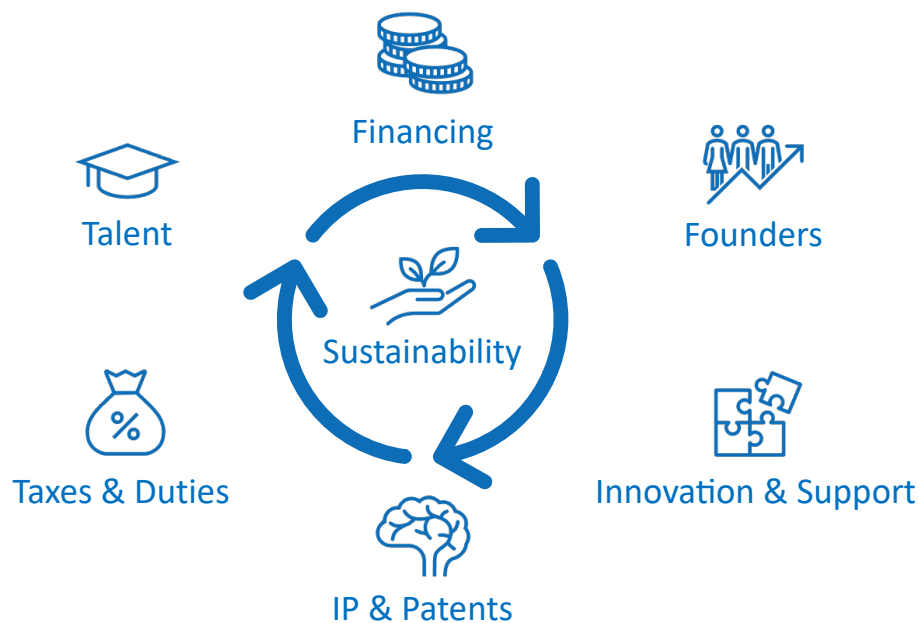 Financing
Talent
Founders
Sustainability
%
Taxes & Duties
Innovation & Support
IP & Patents